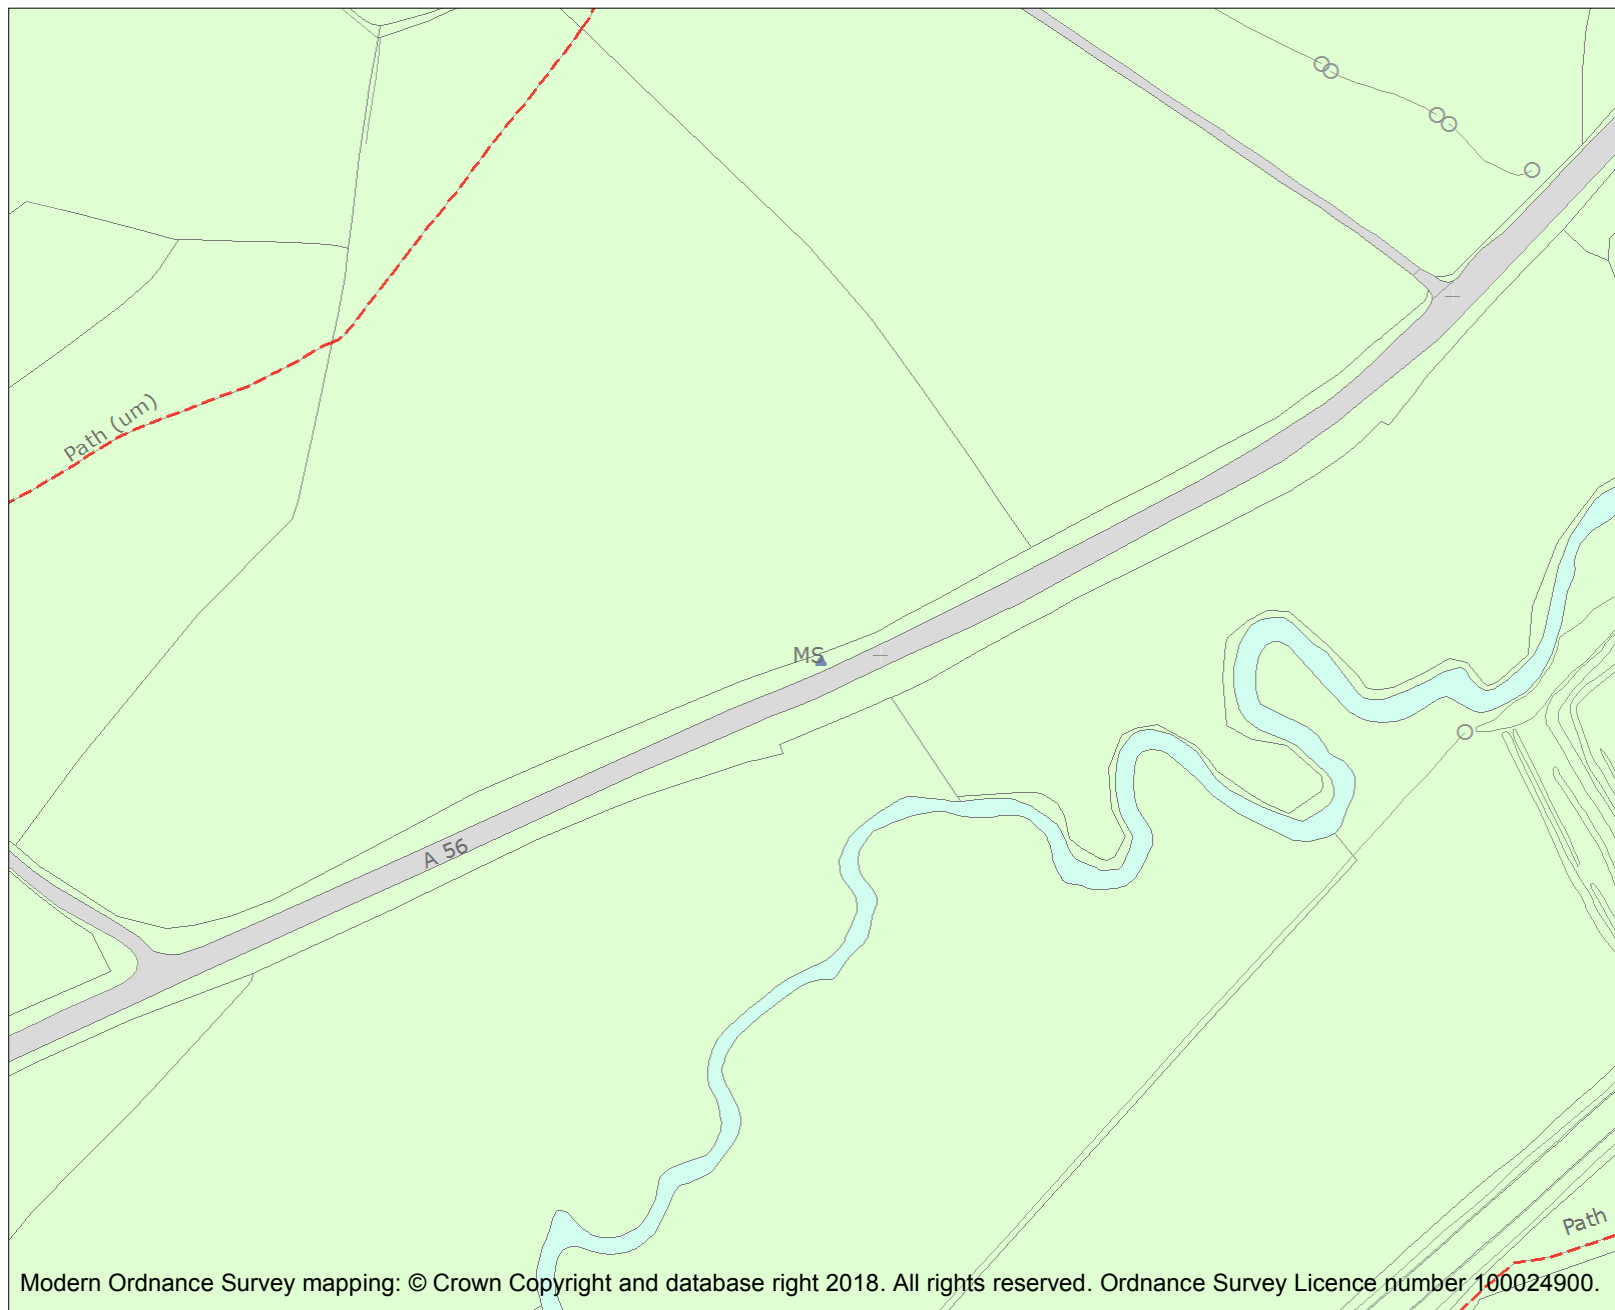 Path (um)
MS
A 56
Path
Modern Ordnance Survey mapping: © Crown Copyright and database right 2018. All rights reserved. Ordnance Survey Licence number 100024900.